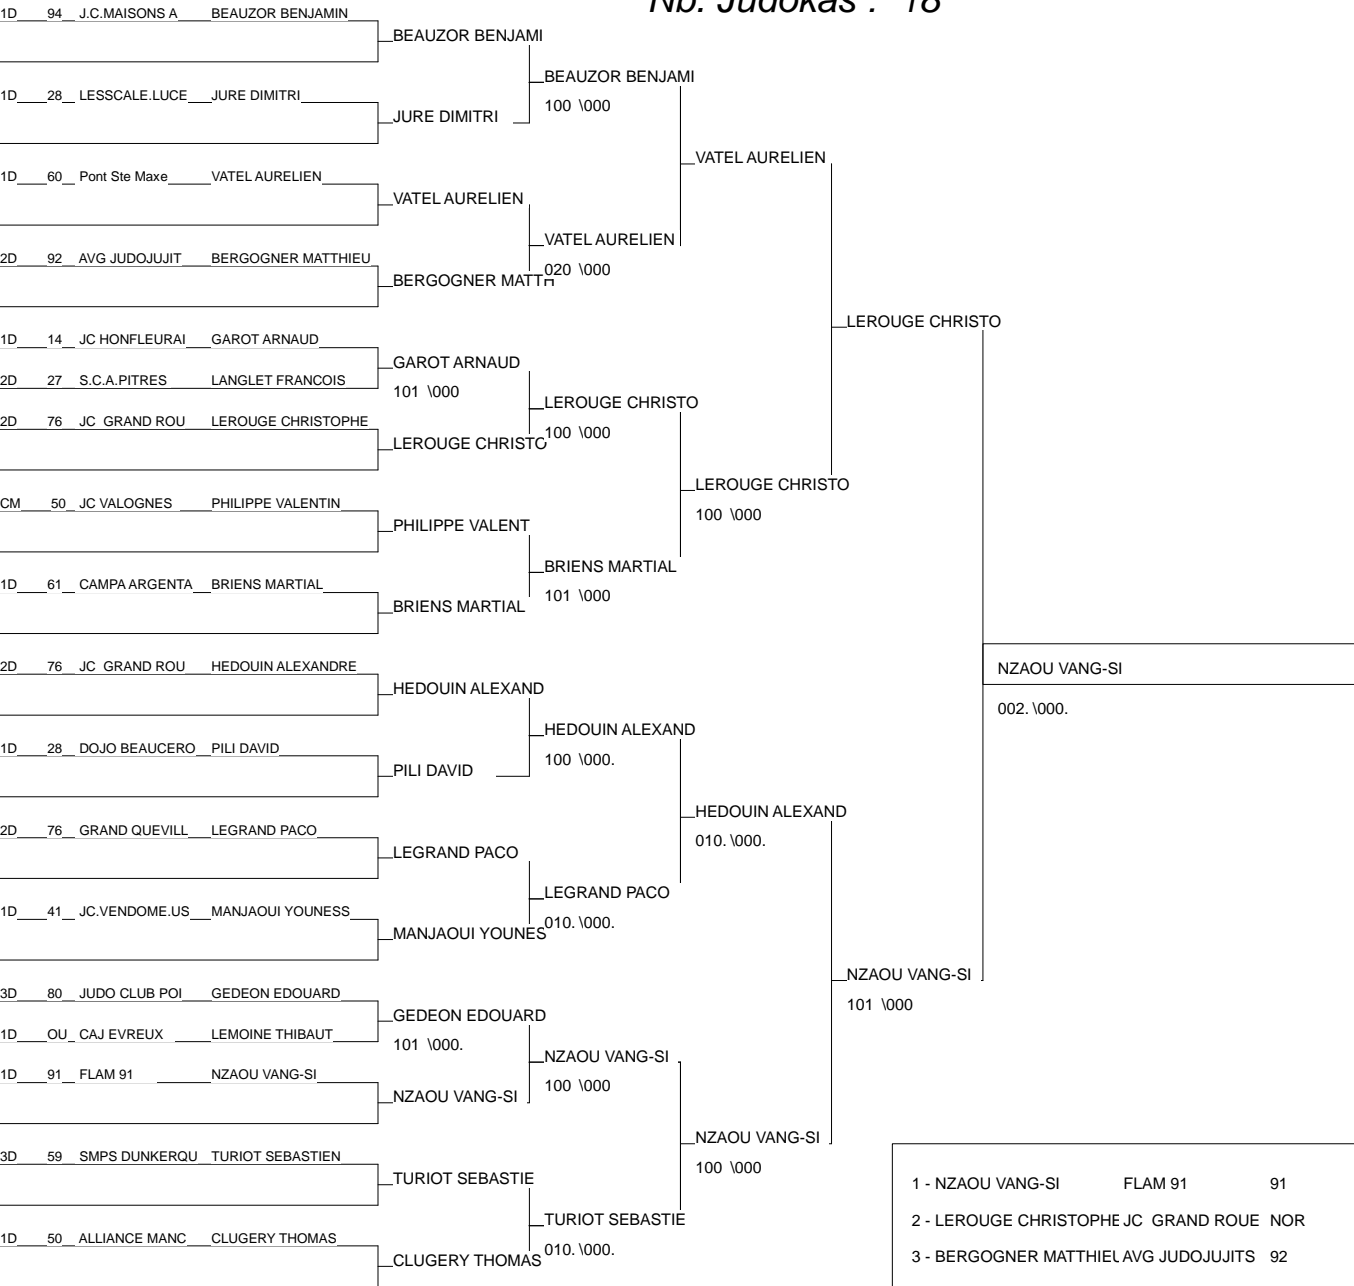 Nb. Judokas : 18
1D 94 J.C.MAISONS A BEAUZOR BENJAMIN
BEAUZOR BENJAMI
BEAUZOR BENJAMI
100 \000
1D 28 LESSCALE.LUCE JURE DIMITRI
JURE DIMITRI
VATEL AURELIEN
1D 60 Pont Ste Maxe VATEL AURELIEN
VATEL AURELIEN
VATEL AURELIEN
020 \000
2D 92 AVG JUDOJUJIT BERGOGNER MATTHIEU
BERGOGNER MATTH
LEROUGE CHRISTO
1D 14 JC HONFLEURAI GAROT ARNAUD
GAROT ARNAUD
101 \000
2D 27 S.C.A.PITRES LANGLET FRANCOIS
LEROUGE CHRISTO
100 \000
2D 76 JC GRAND ROU LEROUGE CHRISTOPHE
LEROUGE CHRISTO
LEROUGE CHRISTO
100 \000
CM 50 JC VALOGNES PHILIPPE VALENTIN
PHILIPPE VALENT
BRIENS MARTIAL
101 \000
1D 61 CAMPA ARGENTA BRIENS MARTIAL
BRIENS MARTIAL
NZAOU VANG-SI
002. \000.
2D 76 JC GRAND ROU HEDOUIN ALEXANDRE
HEDOUIN ALEXAND
HEDOUIN ALEXAND
100 \000.
1D 28 DOJO BEAUCERO PILI DAVID
PILI DAVID
HEDOUIN ALEXAND
010. \000.
2D 76 GRAND QUEVILL LEGRAND PACO
LEGRAND PACO
LEGRAND PACO
010. \000.
1D 41 JC.VENDOME.US MANJAOUI YOUNESS
MANJAOUI YOUNES
NZAOU VANG-SI
101 \000
3D 80 JUDO CLUB POI GEDEON EDOUARD
GEDEON EDOUARD
101 \000.
1D OU CAJ EVREUX LEMOINE THIBAUT
NZAOU VANG-SI
100 \000
1D 91 FLAM 91 NZAOU VANG-SI
NZAOU VANG-SI
NZAOU VANG-SI
100 \000
3D 59 SMPS DUNKERQU TURIOT SEBASTIEN
TURIOT SEBASTIE
TURIOT SEBASTIE
010. \000.
1D 50 ALLIANCE MANC CLUGERY THOMAS
CLUGERY THOMAS
1 - NZAOU VANG-SI FLAM 91 91
2 - LEROUGE CHRISTOPHE JC GRAND ROUE NOR
3 - BERGOGNER MATTHIEU AVG JUDOJUJITS 92